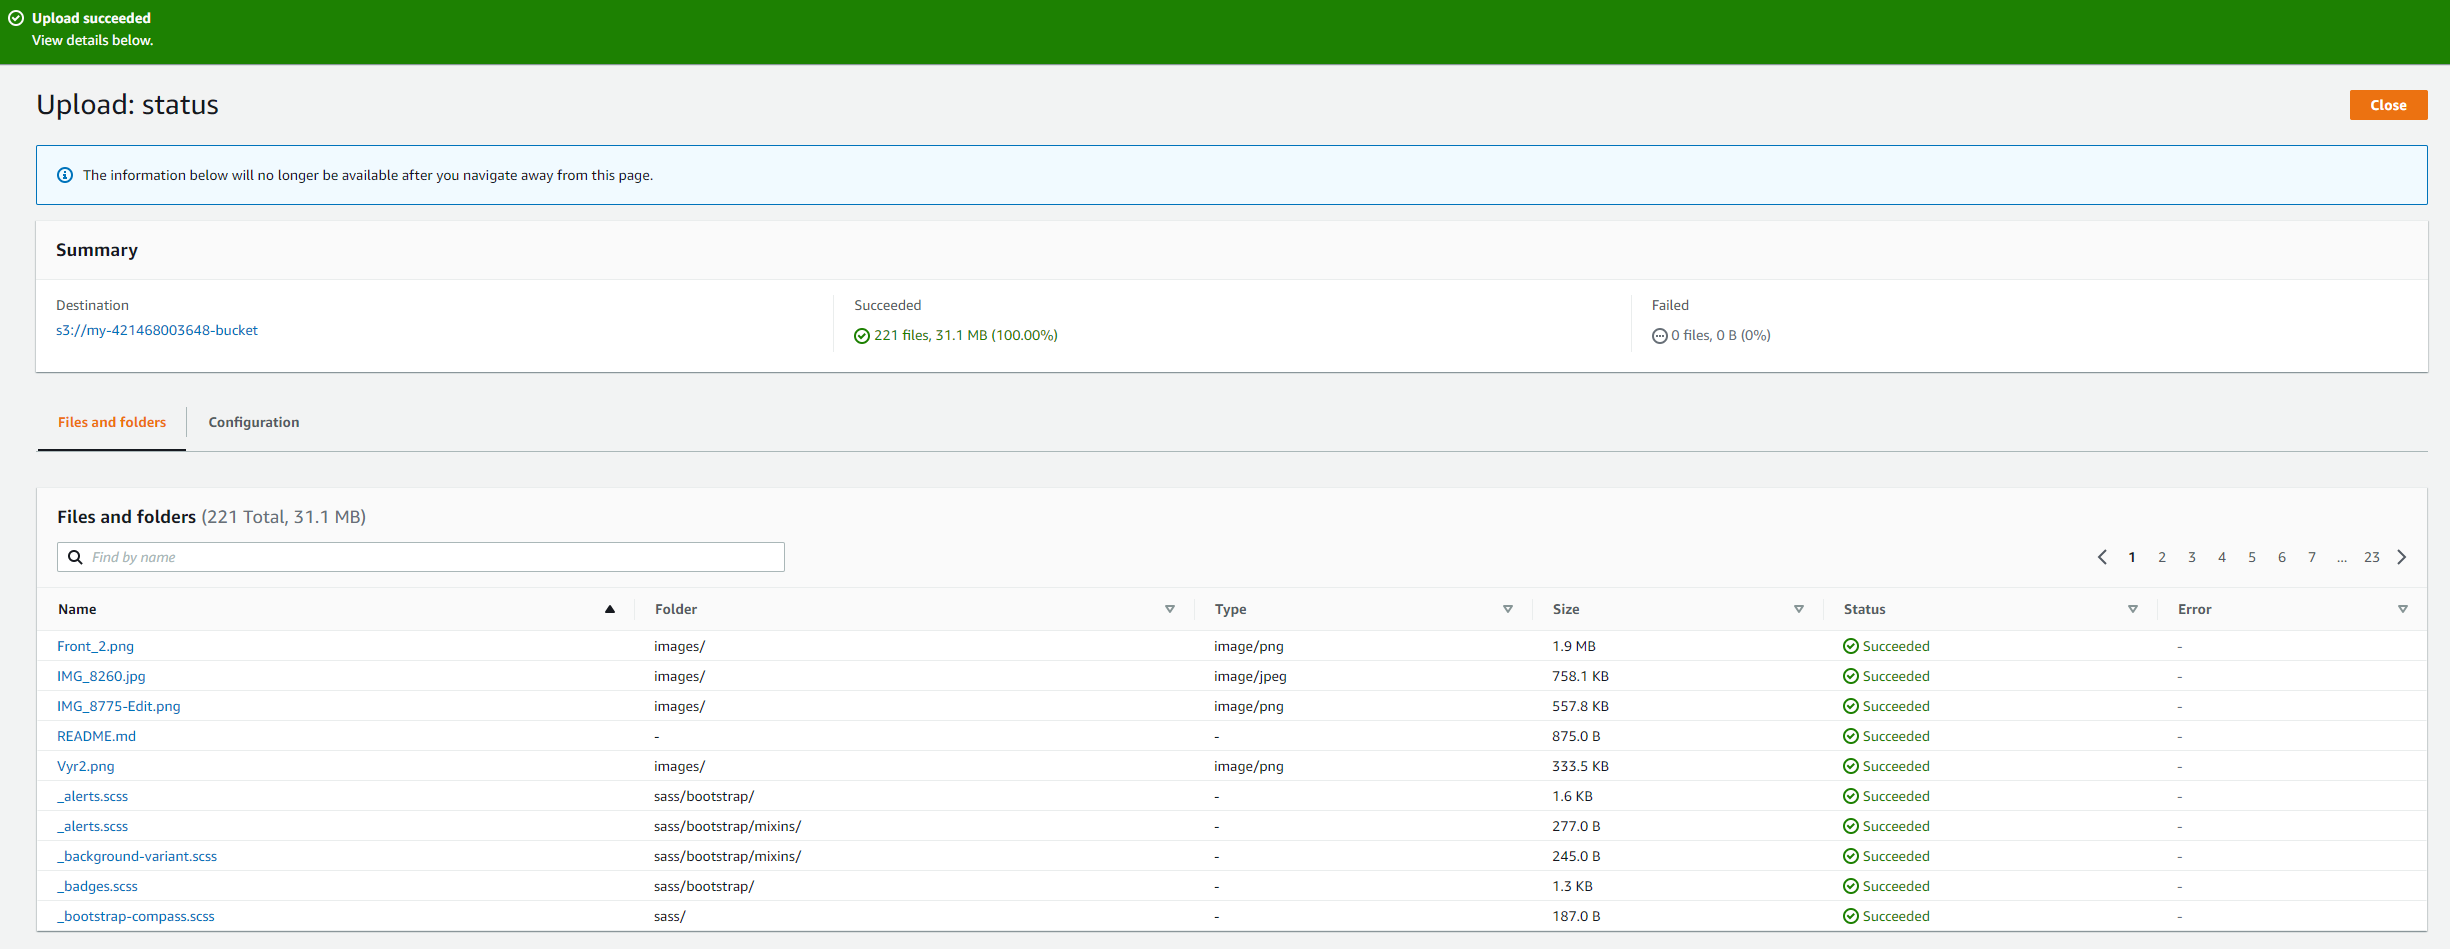 Upload succeeded
View details below.
Upload: status
Close
The information below will no longer be available after you navigate away from this page.
Summary
Destination
s3://my-421468003648-bucket
Succeeded
221 files, 31.1 MB (100.00%)
Failed
0 files, 0 B (0%)
Files and folders
Configuration
Files and folders (221 Total, 31.1 MB)
Find by name
1 2 3 4 5 6 7 ... 23
Name Folder Type Size Status Error
Front_2.png images/ image/png 1.9 MB Succeeded -
IMG_8260.jpg images/ image/jpeg 758.1 KB Succeeded -
IMG_8775-Edit.png images/ image/png 557.8 KB Succeeded -
README.md - - 875.0 B Succeeded -
Vyr2.png images/ image/png 333.5 KB Succeeded -
_alerts.scss sass/bootstrap/ - 1.6 KB Succeeded -
_alerts.scss sass/bootstrap/mixins/ - 277.0 B Succeeded -
_background-variant.scss sass/bootstrap/mixins/ - 245.0 B Succeeded -
_badges.scss sass/bootstrap/ - 1.3 KB Succeeded -
_bootstrap-compass.scss sass/ - 187.0 B Succeeded -